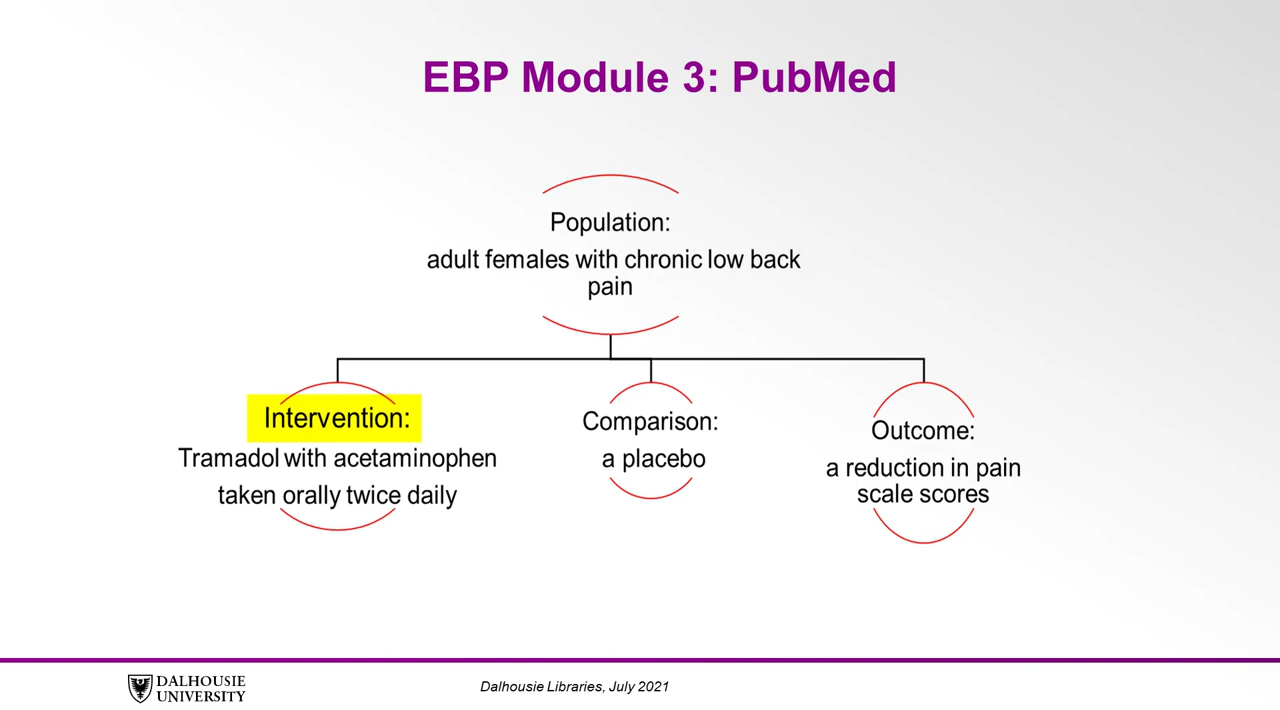 EBP Module 3: PubMed
Population:
adult females with chronic low back
pain
Intervention:
Tramadol with acetaminophen
taken orally twice daily
Comparison:
a placebo
Outcome:
a reduction in pain
scale scores
DALHOUSIE
UNIVERSITY
Dalhousie Libraries, July 2021